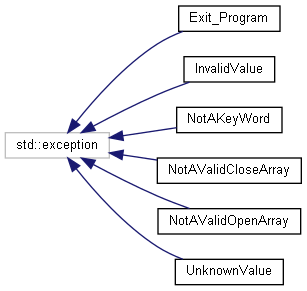 Exit_Program
InvalidValue
NotAKeyWord
std::exception
NotAValidCloseArray
NotAValidOpenArray
UnknownValue